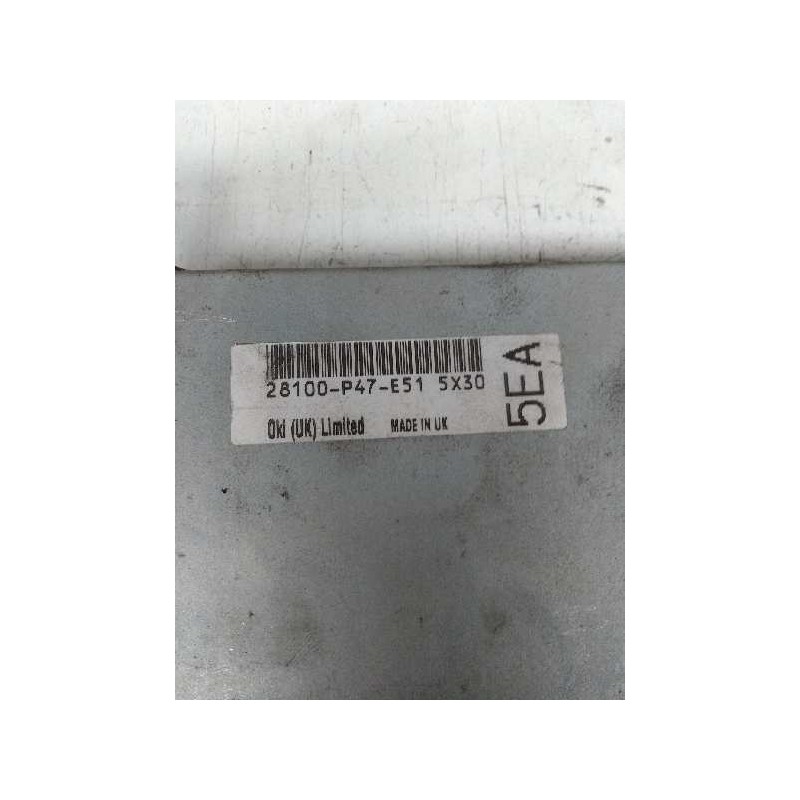 28100-P47-E51 5X30
Oki (UK) Limited MADE IN UK
5EA